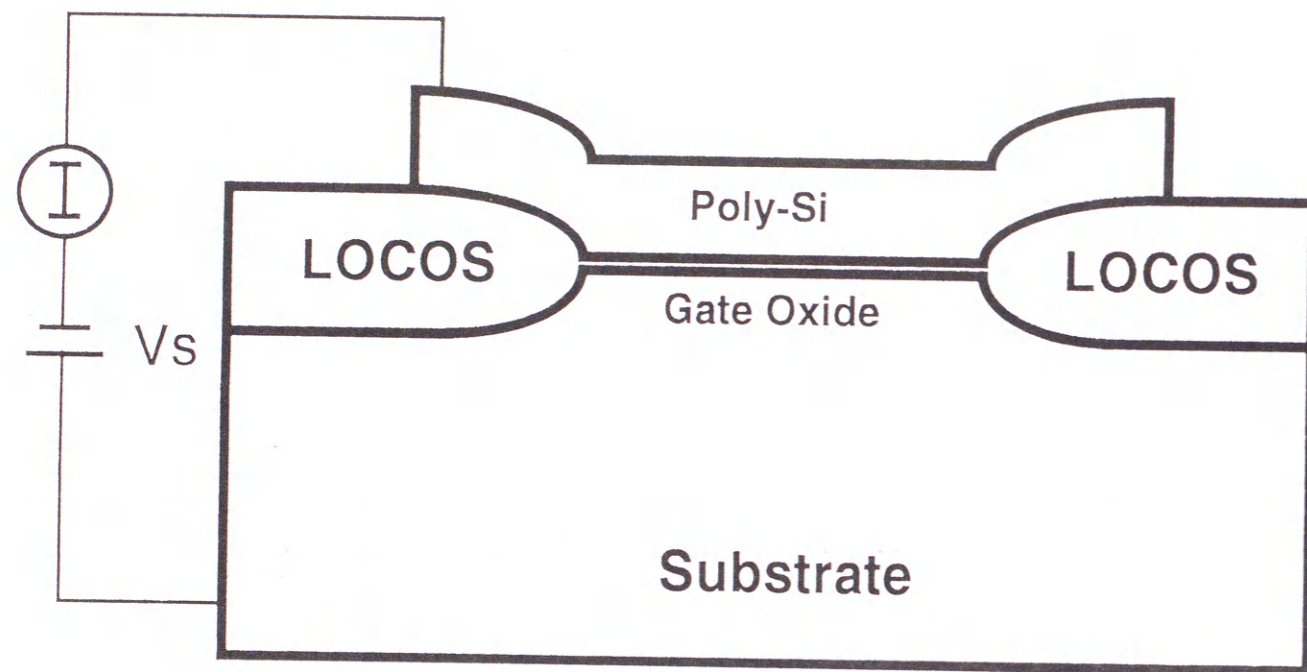 I
Poly-Si
LOCOS
LOCOS
Gate Oxide
Vs
Substrate